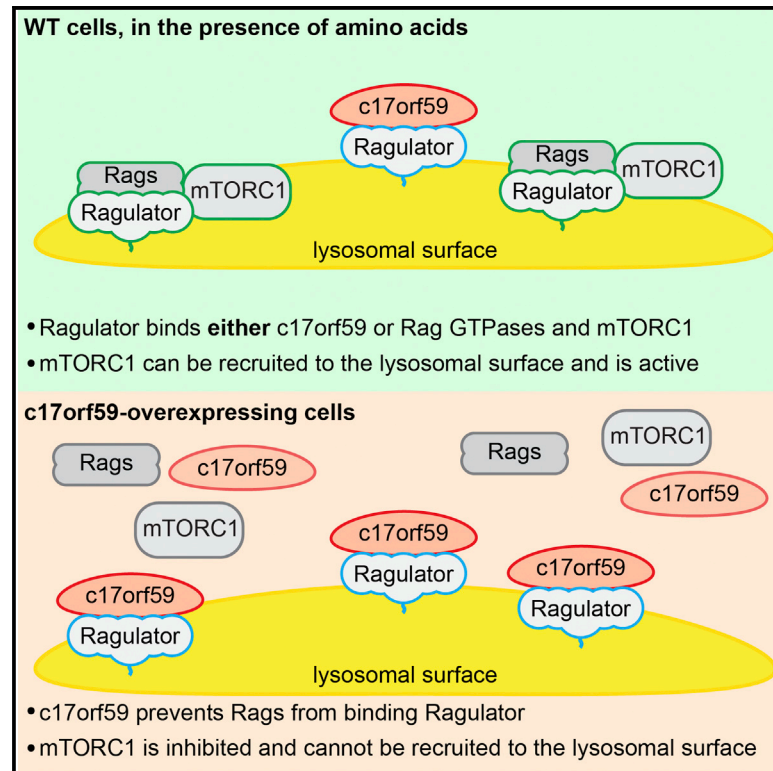 WT cells, in the presence of amino acids
c17orf59
Ragulator
Rags
mTORC1
Ragulator
Rags
mTORC1
Ragulator
lysosomal surface
• Ragulator binds either c17orf59 or Rag GTPases and mTORC1
• mTORC1 can be recruited to the lysosomal surface and is active
c17orf59-overexpressing cells
Rags
c17orf59
mTORC1
Rags
mTORC1
c17orf59
c17orf59
Ragulator
c17orf59
Ragulator
c17orf59
Ragulator
lysosomal surface
• c17orf59 prevents Rags from binding Ragulator
• mTORC1 is inhibited and cannot be recruited to the lysosomal surface